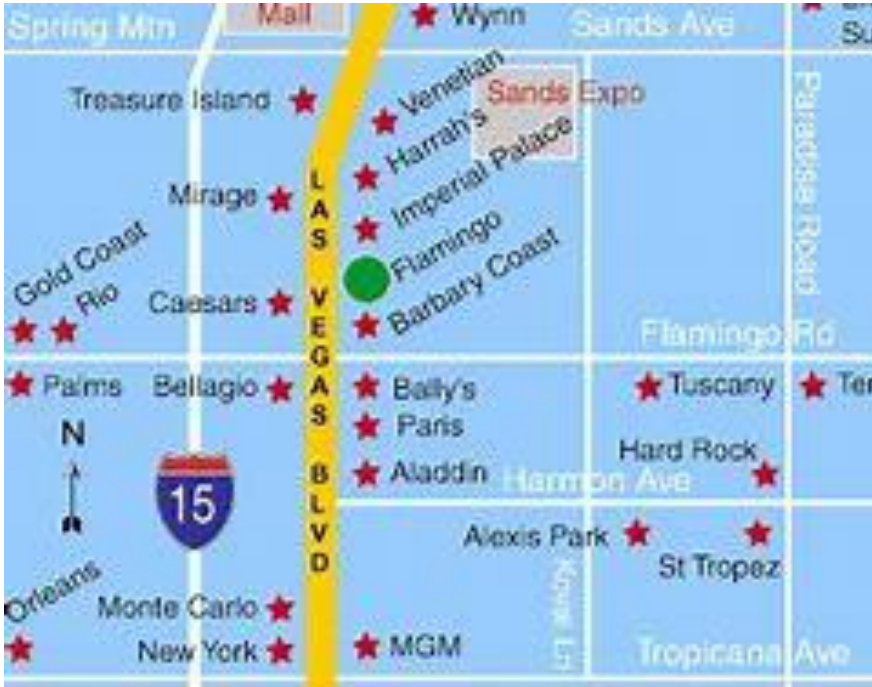 Mall
Wynn
Spring Mtn
Sands Ave
Su
Treasure Island
Venetian
Sands Expo
Harrah's
Imperial Palace
Paradise Road
Mirage
LAS VEGAS BLVD
Gold Coast
Rio
Flamingo
Caesars
Barbary Coast
Flamingo Rd
Palms
Bellagio
Bally's
Tuscany
Ter
N
Paris
Hard Rock
15
Aladdin
Harmon Ave
Alexis Park
St Tropez
Orleans
Monte Carlo
Ln
New York
MGM
Tropicana Ave